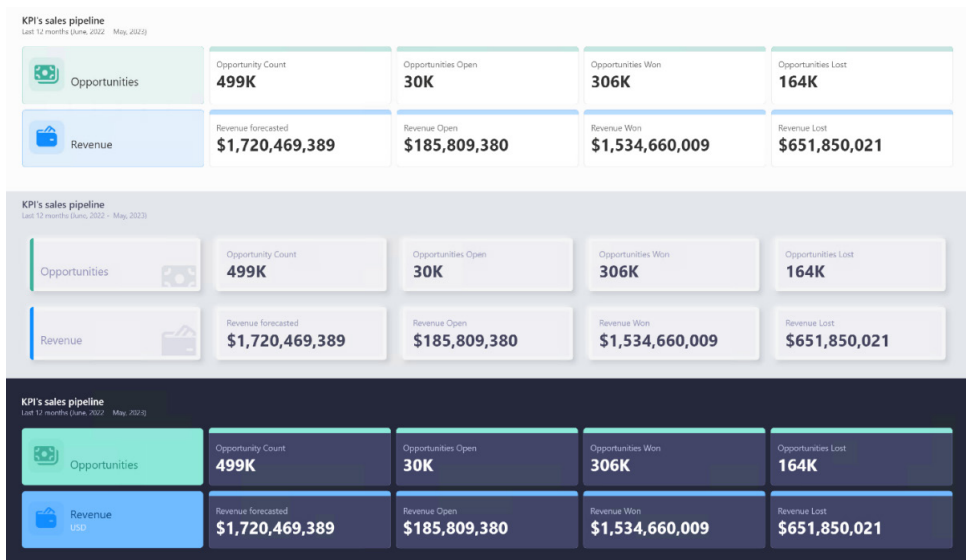 KPI's sales pipeline
Last 12 months (June, 2022 - May, 2023)
Opportunities
Opportunity Count
499K
Opportunities Open
30K
Opportunities Won
306K
Opportunities Lost
164K
Revenue
Revenue forecasted
$1,720,469,389
Revenue Open
$185,809,380
Revenue Won
$1,534,660,009
Revenue Lost
$651,850,021
KPI's sales pipeline
Last 12 months (June, 2022 - May, 2023)
Opportunities
Opportunity Count
499K
Opportunities Open
30K
Opportunities Won
306K
Opportunities Lost
164K
Revenue
Revenue forecasted
$1,720,469,389
Revenue Open
$185,809,380
Revenue Won
$1,534,660,009
Revenue Lost
$651,850,021
KPI's sales pipeline
Last 12 months (June, 2022 - May, 2023)
Opportunities
Opportunity Count
499K
Opportunities Open
30K
Opportunities Won
306K
Opportunities Lost
164K
Revenue
USD
Revenue forecasted
$1,720,469,389
Revenue Open
$185,809,380
Revenue Won
$1,534,660,009
Revenue Lost
$651,850,021